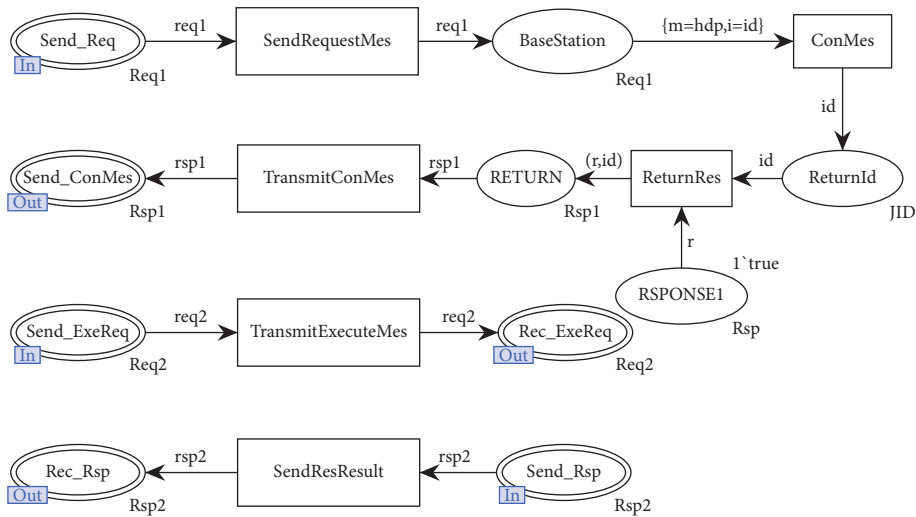 req1
req1
{m=hdp,i=id}
Send_Req
SendRequestMes
BaseStation
ConMes
In
Req1
Req1
id
rsp1
rsp1
(r,id)
id
Send_ConMes
TransmitConMes
RETURN
ReturnRes
ReturnId
Out
Rsp1
Rsp1
JID
r
1`true
RSPONSE1
Rsp
req2
req2
Send_ExeReq
TransmitExecuteMes
Rec_ExeReq
In
Req2
Out
Req2
rsp2
rsp2
Rec_Rsp
SendResResult
Send_Rsp
Out
Rsp2
In
Rsp2